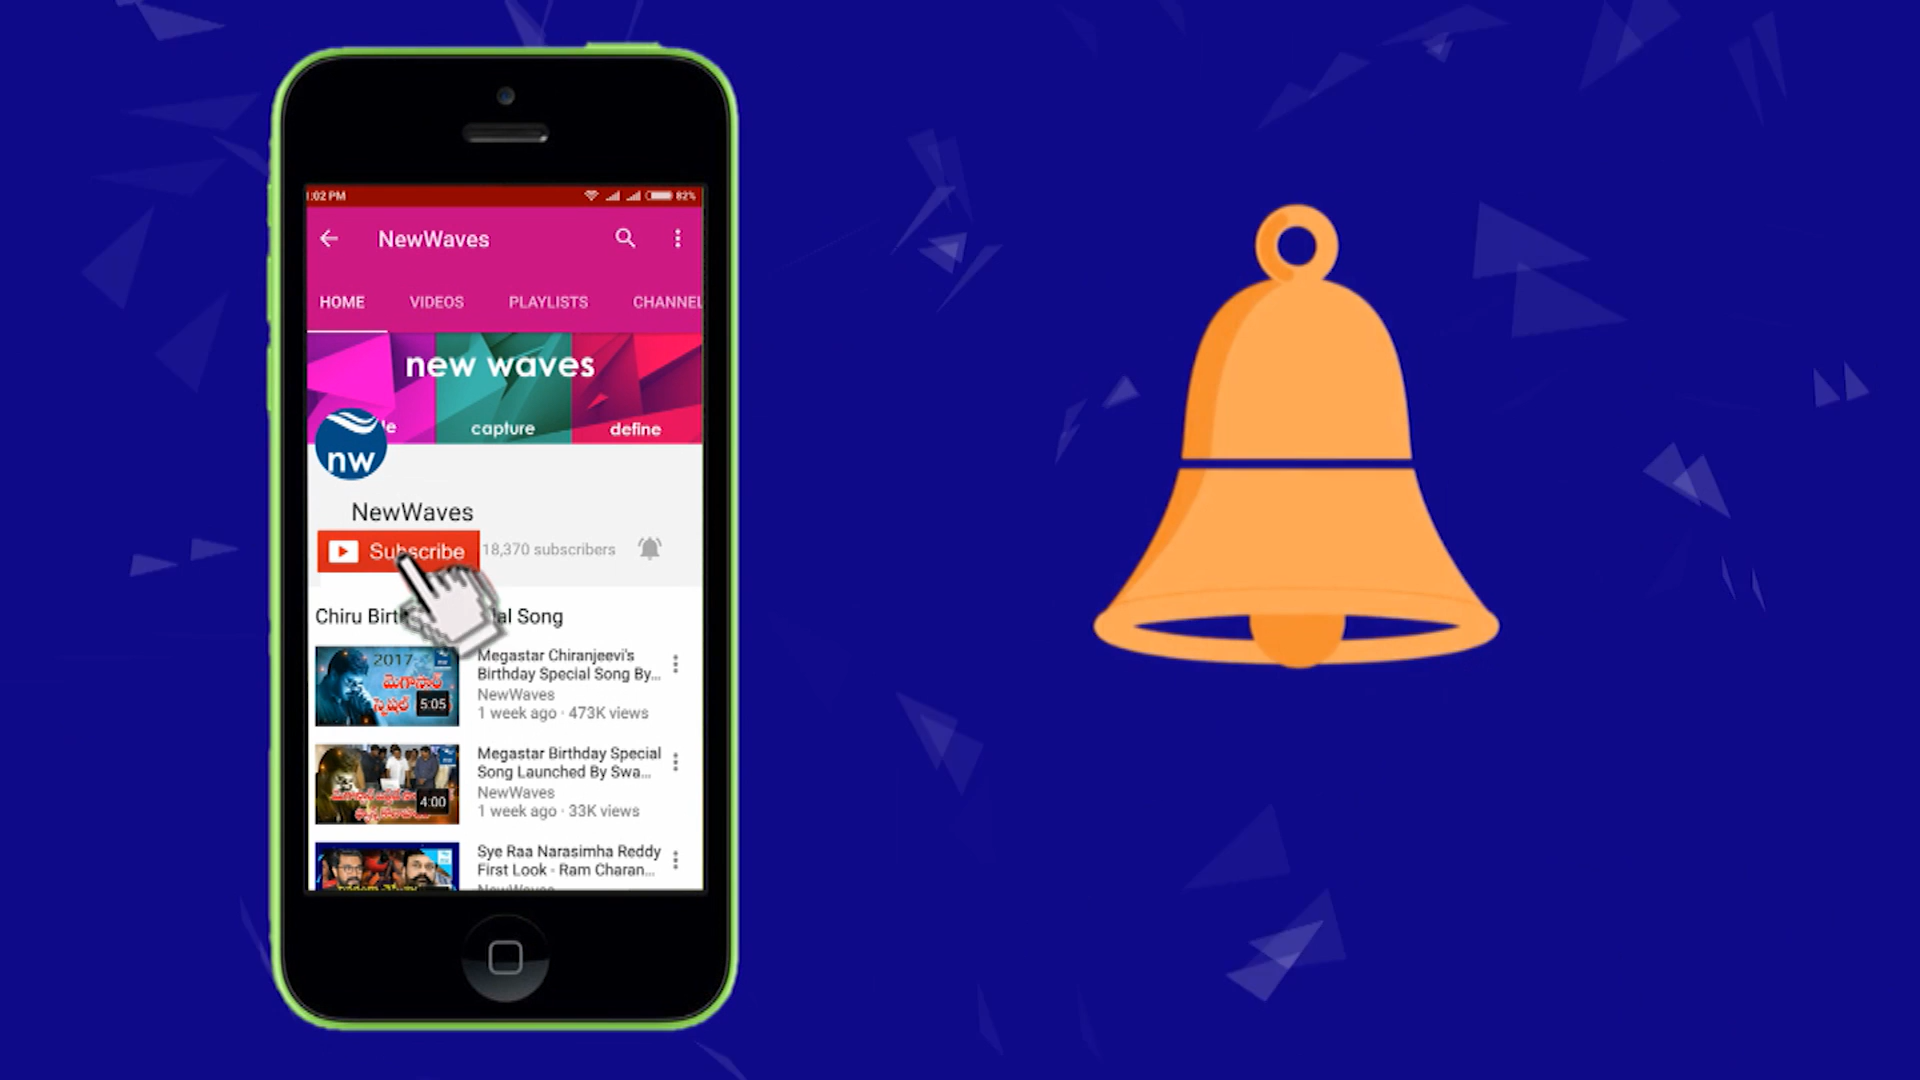 1:02 PM
82%
NewWaves
HOME VIDEOS PLAYLISTS CHANNEL
new waves
capture
define
nw
NewWaves
Subscribe
18,370 subscribers
Chiru Birt al Song
2017
మెగాస్టార్
స్పెషల్
5:05
Megastar Chiranjeevi's
Birthday Special Song By...
NewWaves
1 week ago · 473K views
4:00
Megastar Birthday Special
Song Launched By Swa...
NewWaves
1 week ago · 33K views
Sye Raa Narasimha Reddy
First Look - Ram Charan...
NewWaves